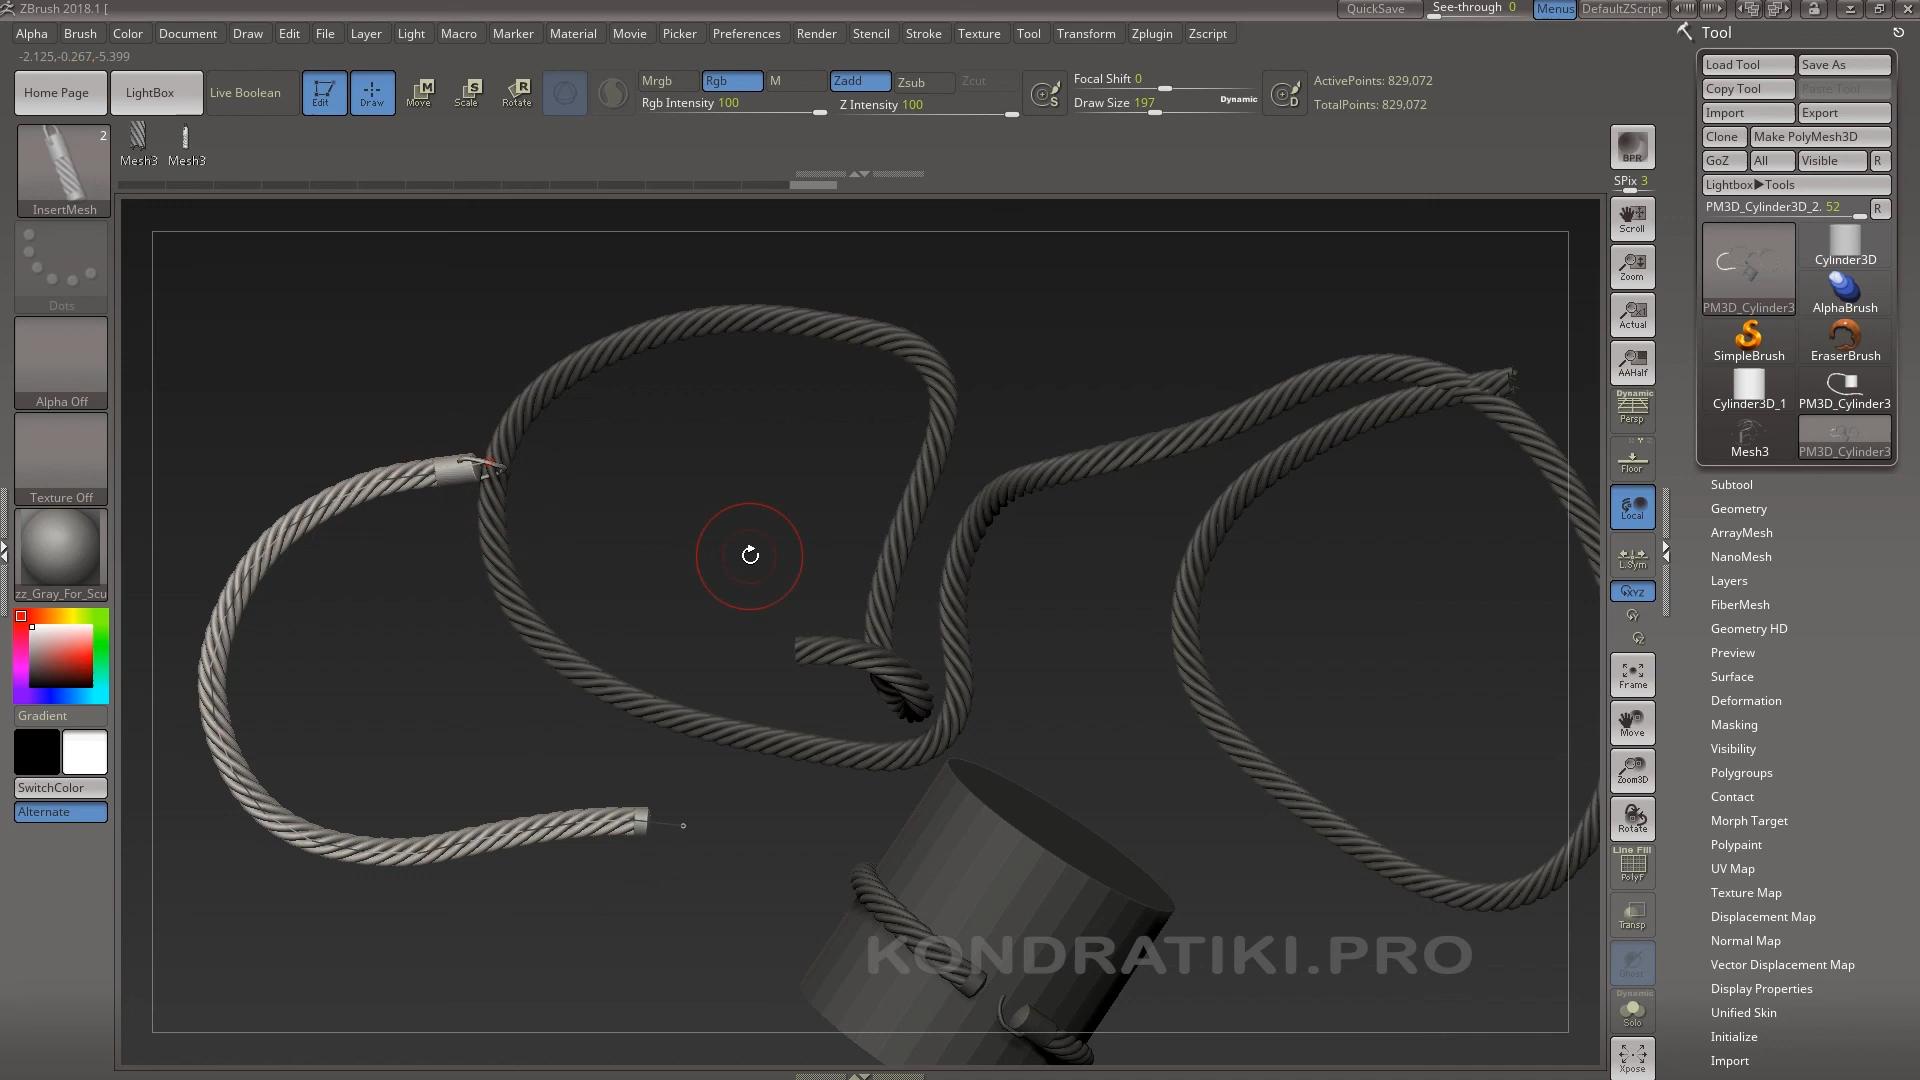 ZBrush 2018.1 [
QuickSave
See-through 0
Menus
DefaultZScript
Alpha Brush Color Document Draw Edit File Layer Light Macro Marker Material Movie Picker Preferences Render Stencil Stroke Texture Tool Transform Zplugin Zscript
-2.125,-0.267,-5.399
Home Page
LightBox
Live Boolean
Edit
Draw
Move
Scale
Rotate
Mrgb
Rgb
M
Zadd
Zsub
Zcut
Rgb Intensity 100
Z Intensity 100
S
Focal Shift 0
Draw Size 197
Dynamic
D
ActivePoints: 829,072
TotalPoints: 829,072
2
InsertMesh
Mesh3
Mesh3
Dots
Alpha Off
Texture Off
zz_Gray_For_Scu
Gradient
SwitchColor
Alternate
BPR
SPix 3
Scroll
Zoom
Actual
AAHalf
Dynamic
Persp
Floor
Local
L.Sym
XYZ
Y
Z
Frame
Move
Zoom3D
Rotate
Line Fill
PolyF
Transp
Ghost
Dynamic
Solo
Xpose
Tool
Load Tool
Save As
Copy Tool
Paste Tool
Import
Export
Clone
Make PolyMesh3D
GoZ
All
Visible
R
Lightbox▶Tools
PM3D_Cylinder3D_2. 52
R
PM3D_Cylinder3
Cylinder3D
AlphaBrush
SimpleBrush
EraserBrush
Cylinder3D_1
PM3D_Cylinder3
Mesh3
PM3D_Cylinder3
Subtool
Geometry
ArrayMesh
NanoMesh
Layers
FiberMesh
Geometry HD
Preview
Surface
Deformation
Masking
Visibility
Polygroups
Contact
Morph Target
Polypaint
UV Map
Texture Map
Displacement Map
Normal Map
Vector Displacement Map
Display Properties
Unified Skin
Initialize
Import
KONDRATIKI.PRO